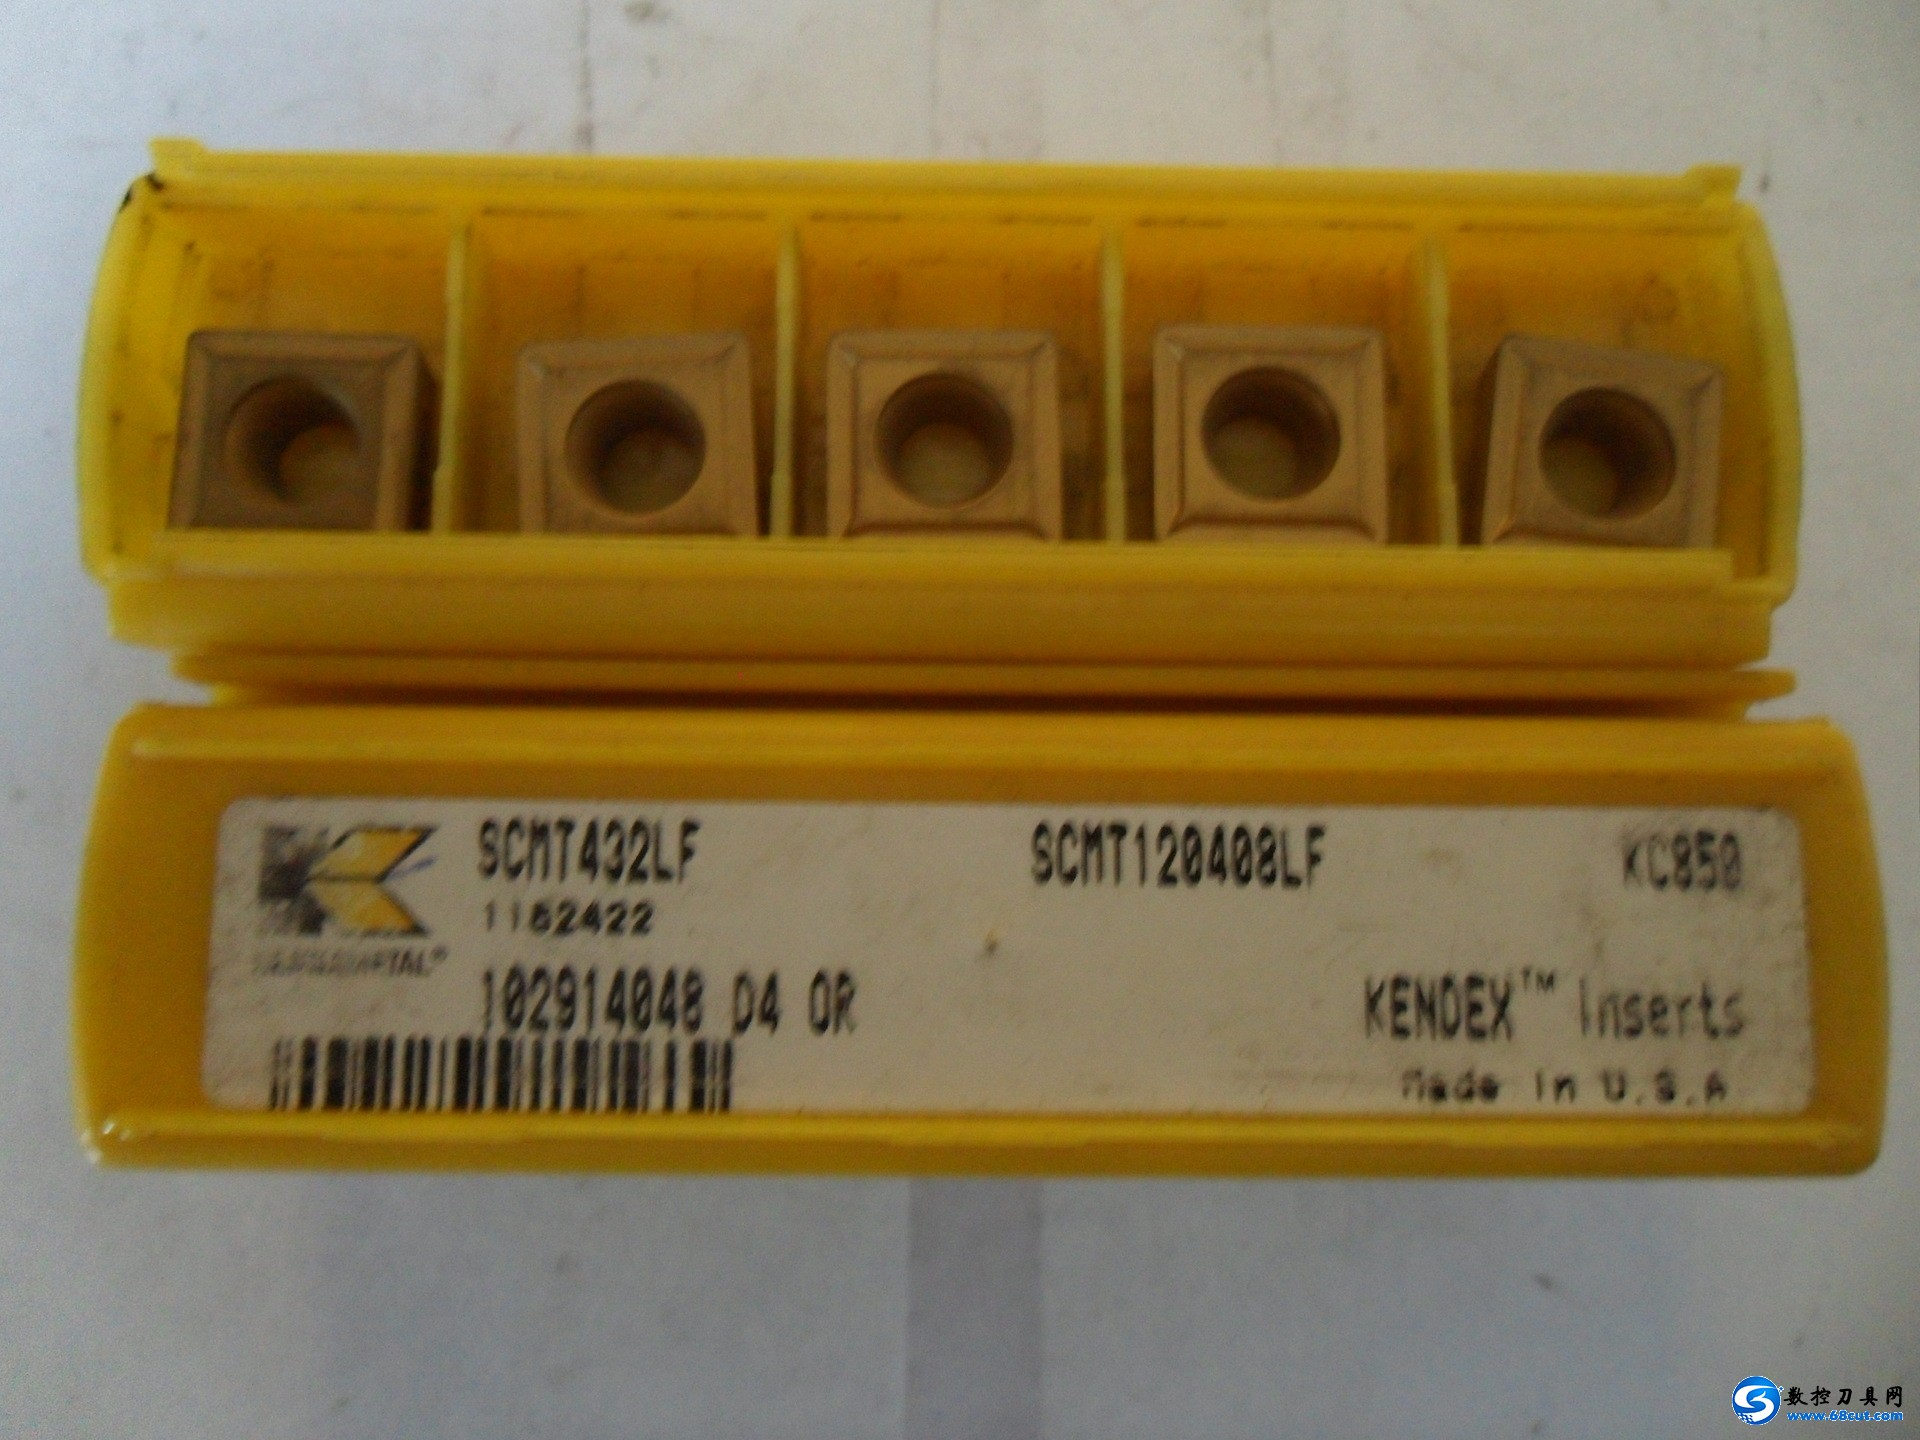 SCMT432LF SCMT120408LF KC850
1162422
KENNAMETAL®
102914048 D4 OR KENDEX™ Inserts
Made in U.S.A
数控刀具网
www.68cut.com